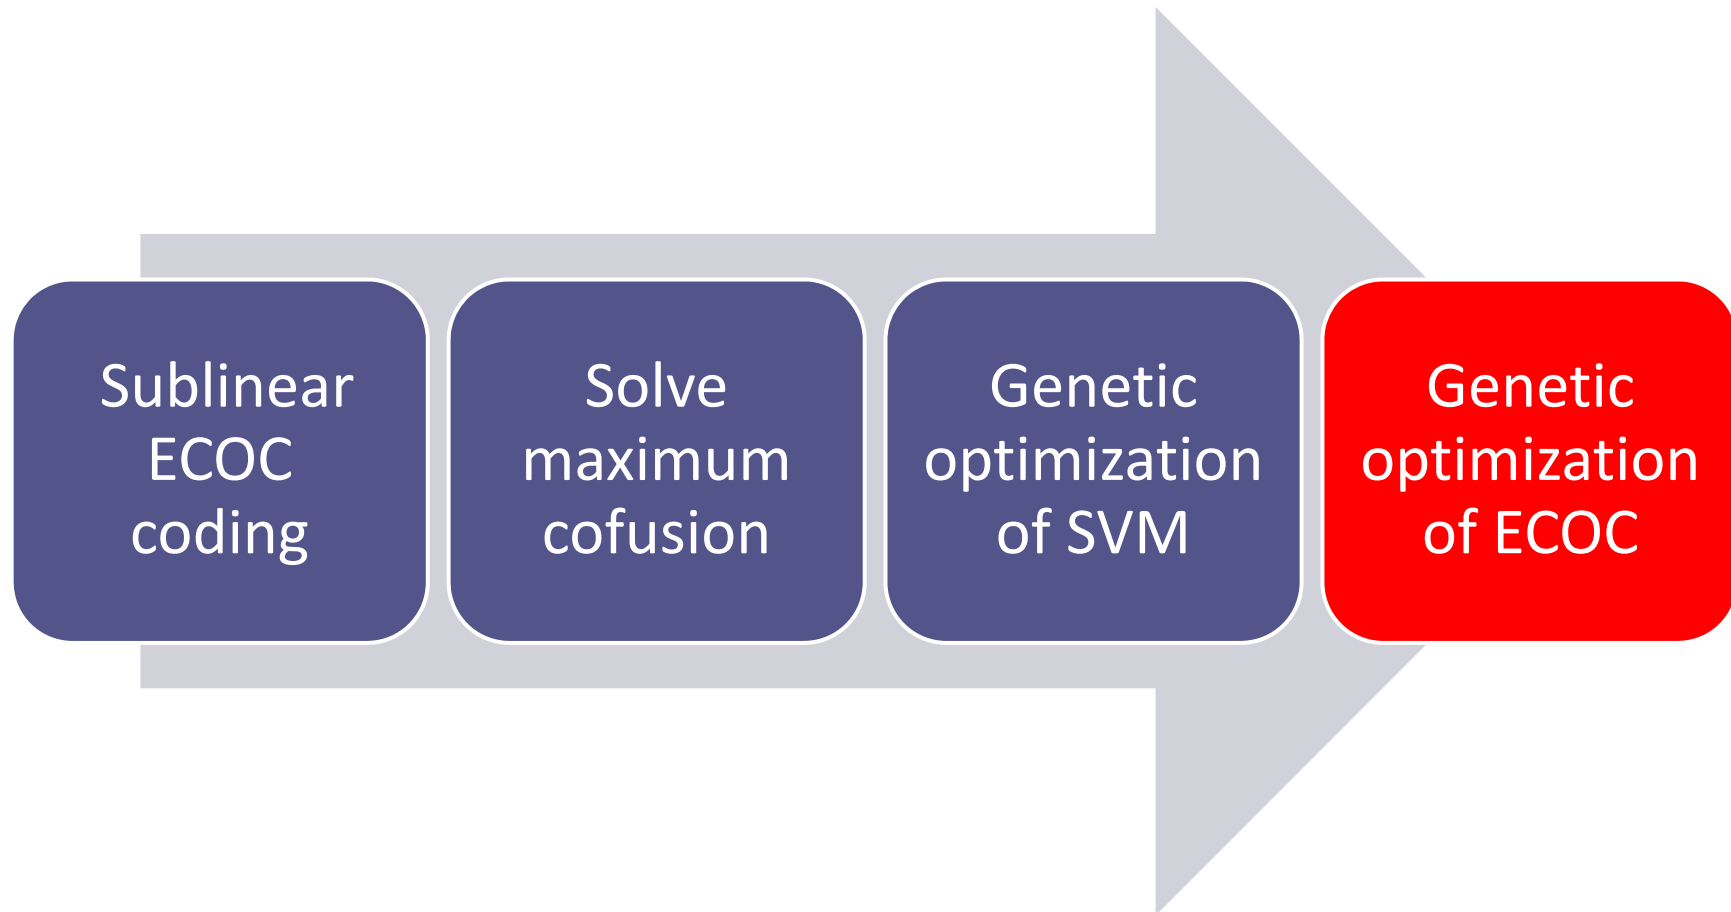 Sublinear
ECOC
coding
Solve
maximum
cofusion
Genetic
optimization
of SVM
Genetic
optimization
of ECOC